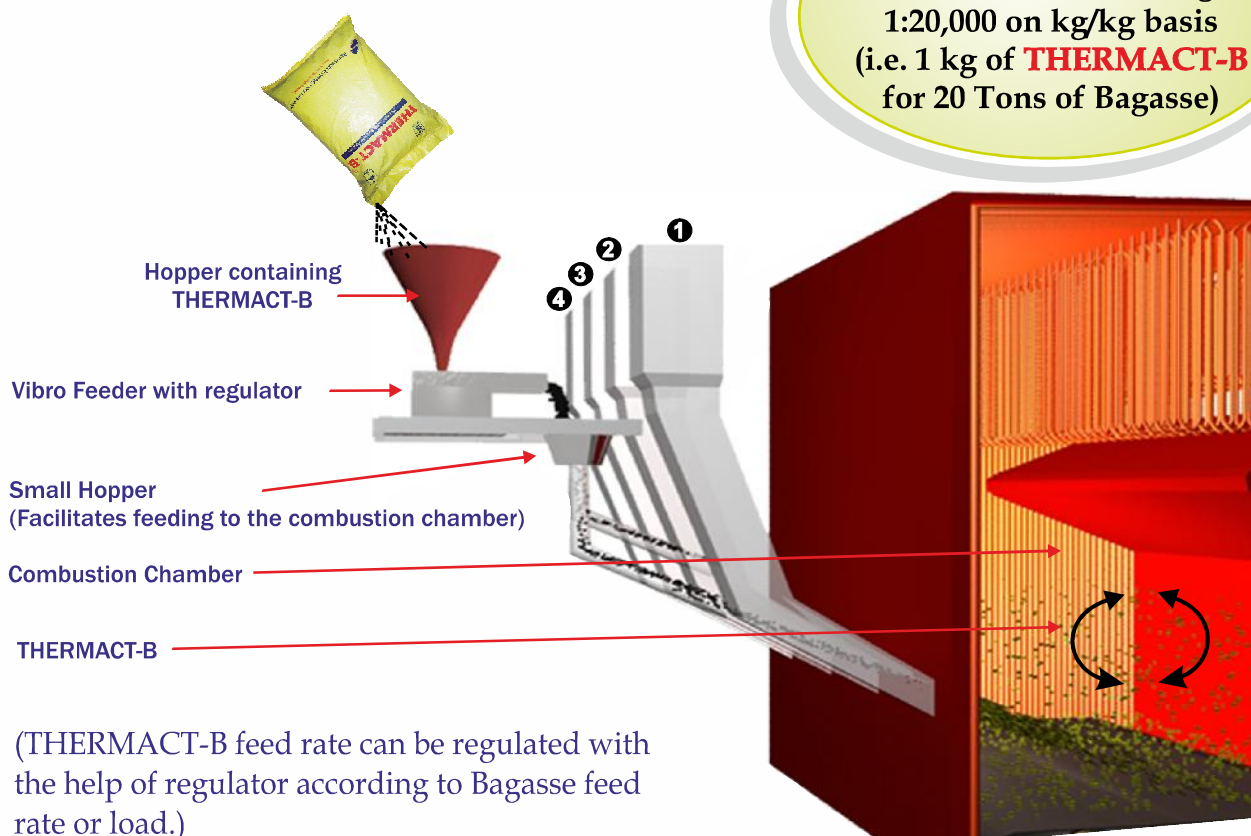 1:20,000 on kg/kg basis
(i.e. 1 kg of THERMACT-B
for 20 Tons of Bagasse)
THERMACT-B
1
2
3
4
Hopper containing
THERMACT-B
Vibro Feeder with regulator
Small Hopper
(Facilitates feeding to the combustion chamber)
Combustion Chamber
THERMACT-B
(THERMACT-B feed rate can be regulated with
the help of regulator according to Bagasse feed
rate or load.)